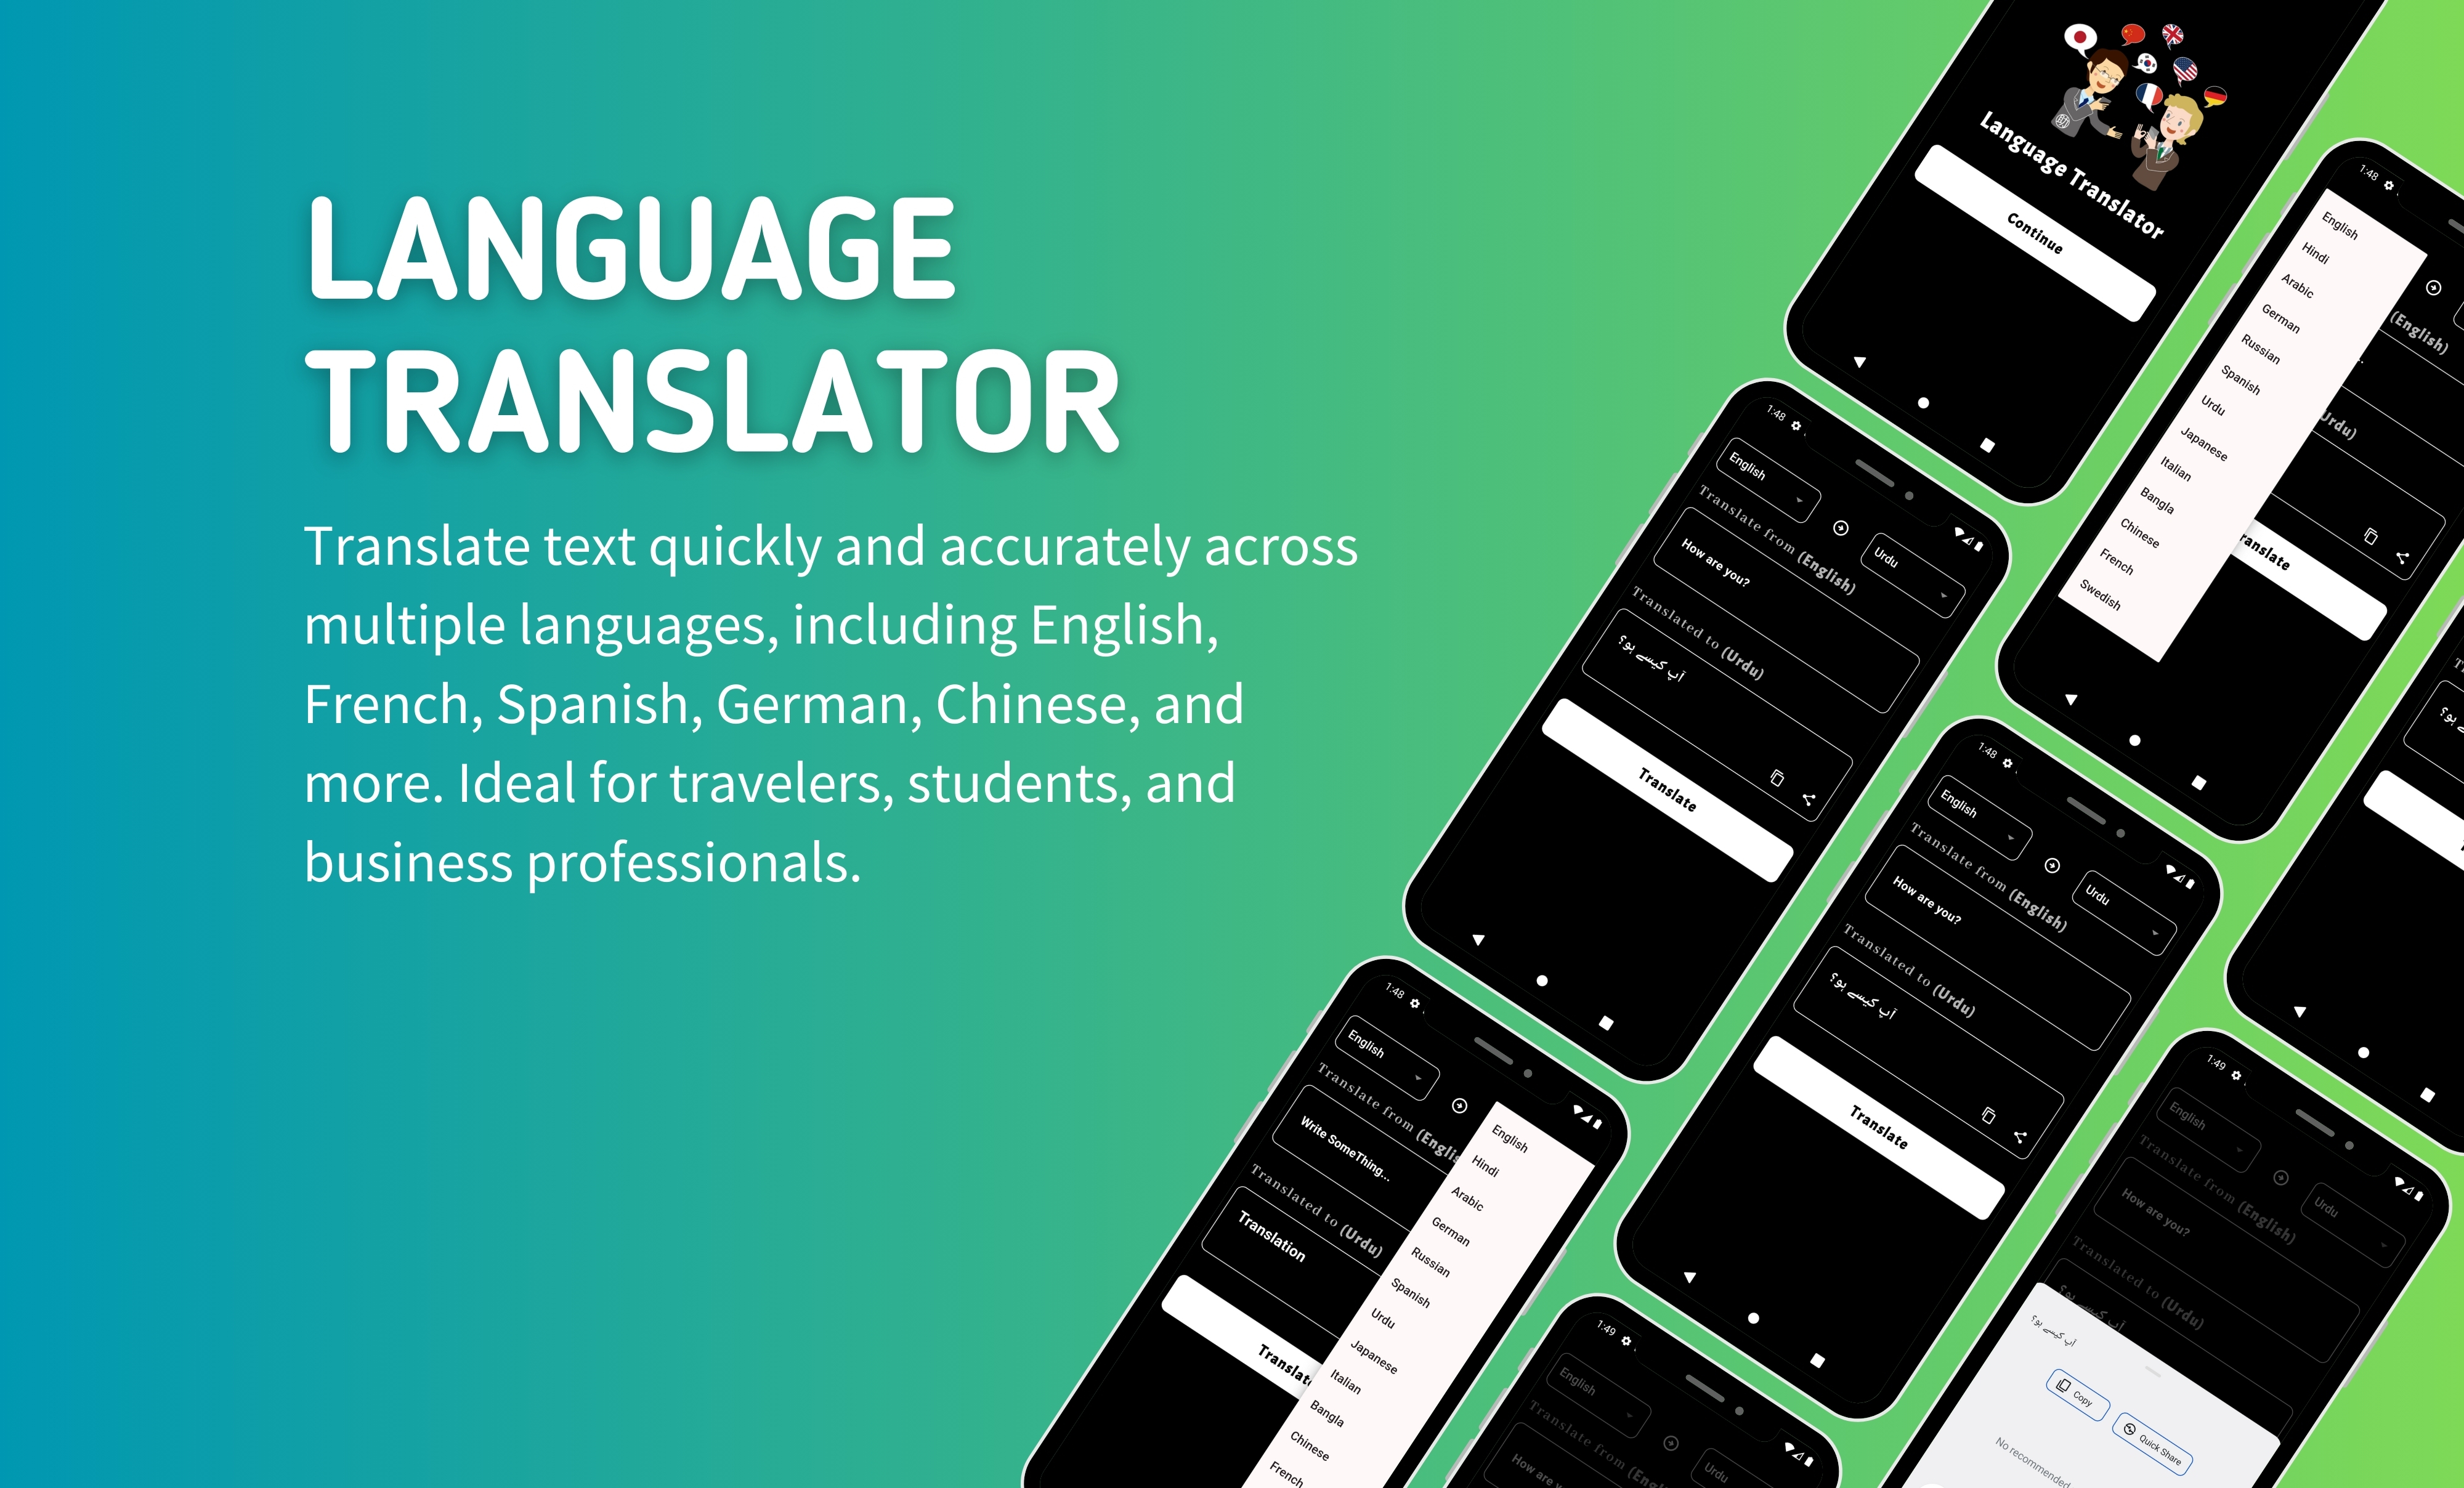 LANGUAGE
TRANSLATOR
Translate text quickly and accurately across
multiple languages, including English,
French, Spanish, German, Chinese, and
more. Ideal for travelers, students, and
business professionals.
Language Translator
Continue
1:48
English
Hindi
Arabic
German
Russian
Spanish
Urdu
Japanese
Italian
Bangla
Chinese
French
Swedish
(English)
Urdu)
ranslate
1:48
English
Urdu
Translate from (English)
How are you?
Translated to (Urdu)
آپ کیسے ہو؟
Translate
1:48
English
Urdu
Translate from (English)
How are you?
Translated to (Urdu)
آپ کیسے ہو؟
Translate
1:48
English
Translate from (Englis
Write SomeThing...
Translated to (Urdu)
Translation
Translat
English
Hindi
Arabic
German
Russian
Spanish
Urdu
Japanese
Italian
Bangla
Chinese
French
1:49
English
Urdu
Translate from (English)
How are you?
Translated to (Urdu)
آپ کیسے ہو؟
آپ کیسے ہو؟
Copy
Quick Share
No recommended
1:49
English
Urdu
Translate from (Engl
How are y